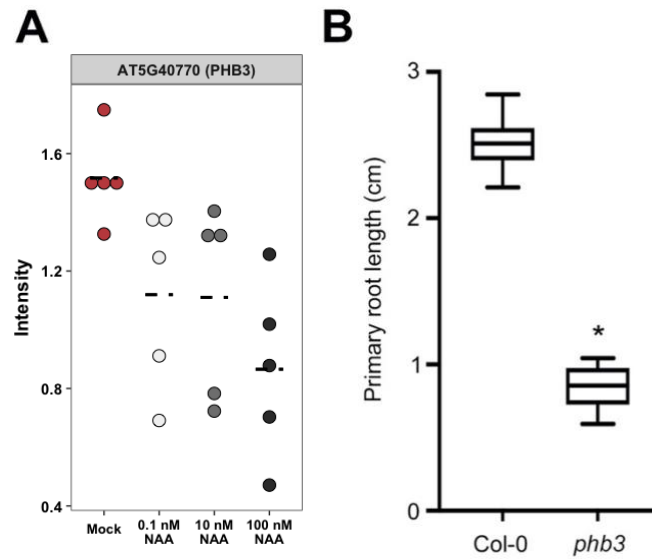 A
AT5G40770 (PHB3)
Intensity
1.6
1.2
0.8
0.4
Mock
0.1 nM
NAA
10 nM
NAA
100 nM
NAA
B
Primary root length (cm)
3
2
1
0
*
Col-0
phb3